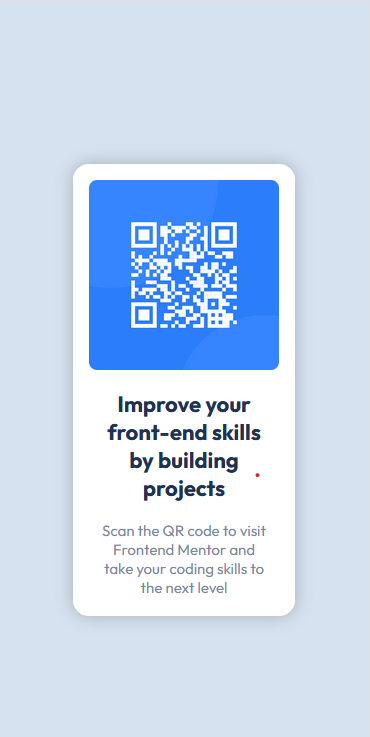 Improve your
front-end skills
by building
projects
Scan the QR code to visit
Frontend Mentor and
take your coding skills to
the next level